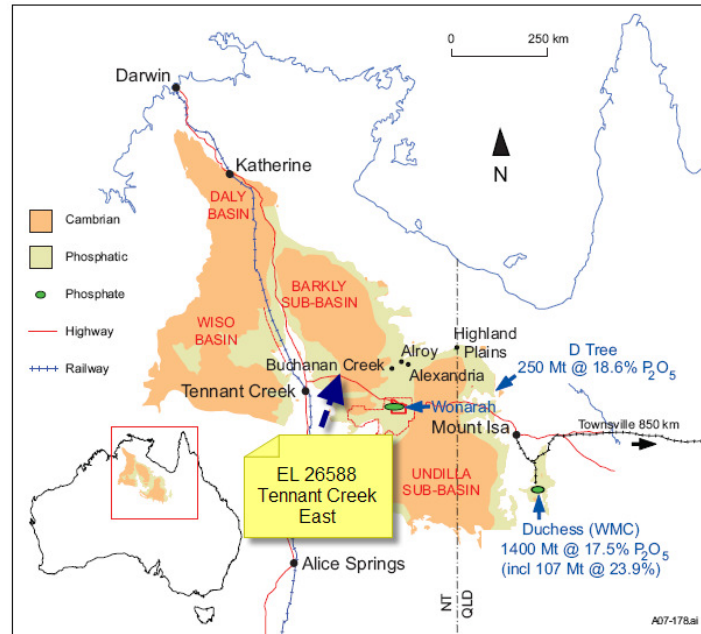 0 250 km
Darwin
N
Katherine
DALY
BASIN
Cambrian
Phosphatic
Phosphate
Highway
Railway
BARKLY
SUB-BASIN
WISO
BASIN
Highland
Plains
Alroy
Buchanan Creek
Alexandria
D Tree
250 Mt @ 18.6% P₂O₅
Tennant Creek
Wonarah
Mount Isa
Townsville 850 km
EL 26588
Tennant Creek
East
UNDILLA
SUB-BASIN
Duchess (WMC)
1400 Mt @ 17.5% P₂O₅
(incl 107 Mt @ 23.9%)
Alice Springs
NT
QLD
A07-178.ai